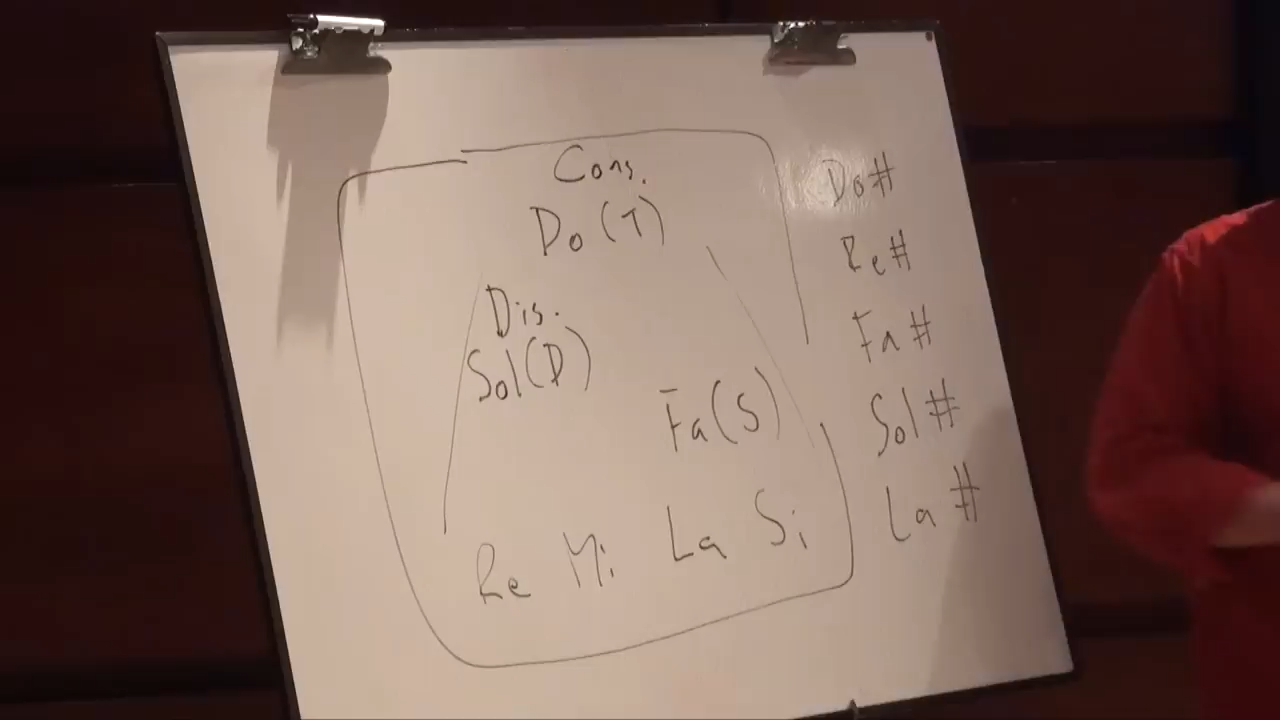 Cons.
Do(T)
Dis.
Sol(D)
Fa(S)
Re Mi La Si
Do#
Re#
Fa#
Sol#
La#